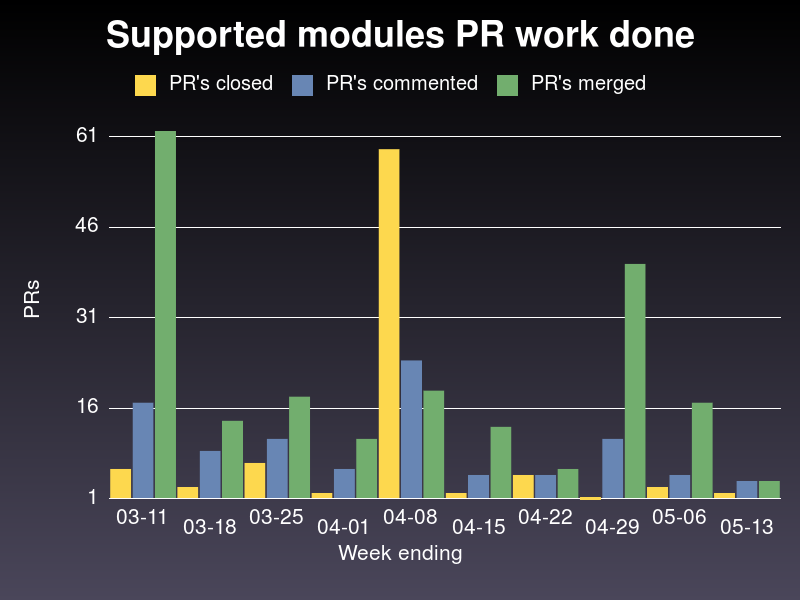 Supported modules PR work done
PR's closed PR's commented PR's merged
61
46
31
16
1
PRs
03-11 03-18 03-25 04-01 04-08 04-15 04-22 04-29 05-06 05-13
Week ending